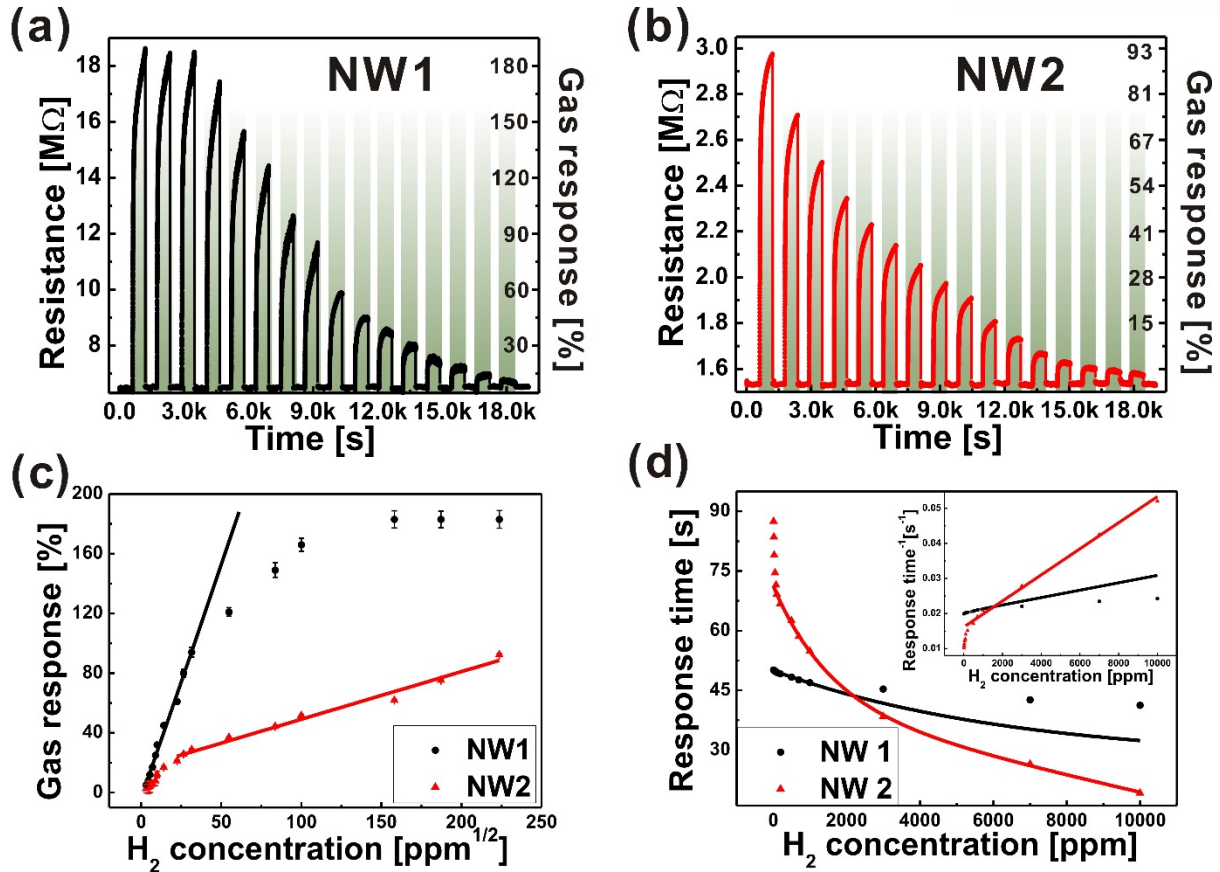 (a)
NW1
Resistance [MΩ]
18
16
14
12
10
8
180
150
120
90
60
30
Gas response [%]
0.0 3.0k 6.0k 9.0k 12.0k 15.0k 18.0k
Time [s]
(b)
NW2
Resistance [MΩ]
3.0
2.8
2.6
2.4
2.2
2.0
1.8
1.6
93
81
67
54
41
28
15
Gas response [%]
0.0 3.0k 6.0k 9.0k 12.0k 15.0k 18.0k
Time [s]
(c)
Gas response [%]
200
160
120
80
40
0
NW1
NW2
0 25 50 75 100 125 150 175 200 225 250
H₂ concentration [ppm^1/2]
(d)
Response time [s]
90
75
60
45
30
NW 1
NW 2
0 2000 4000 6000 8000 10000
H₂ concentration [ppm]
Response time⁻¹[s⁻¹]
0.05
0.04
0.03
0.02
0.01
0 2000 4000 6000 8000 10000
H₂ concentration [ppm]